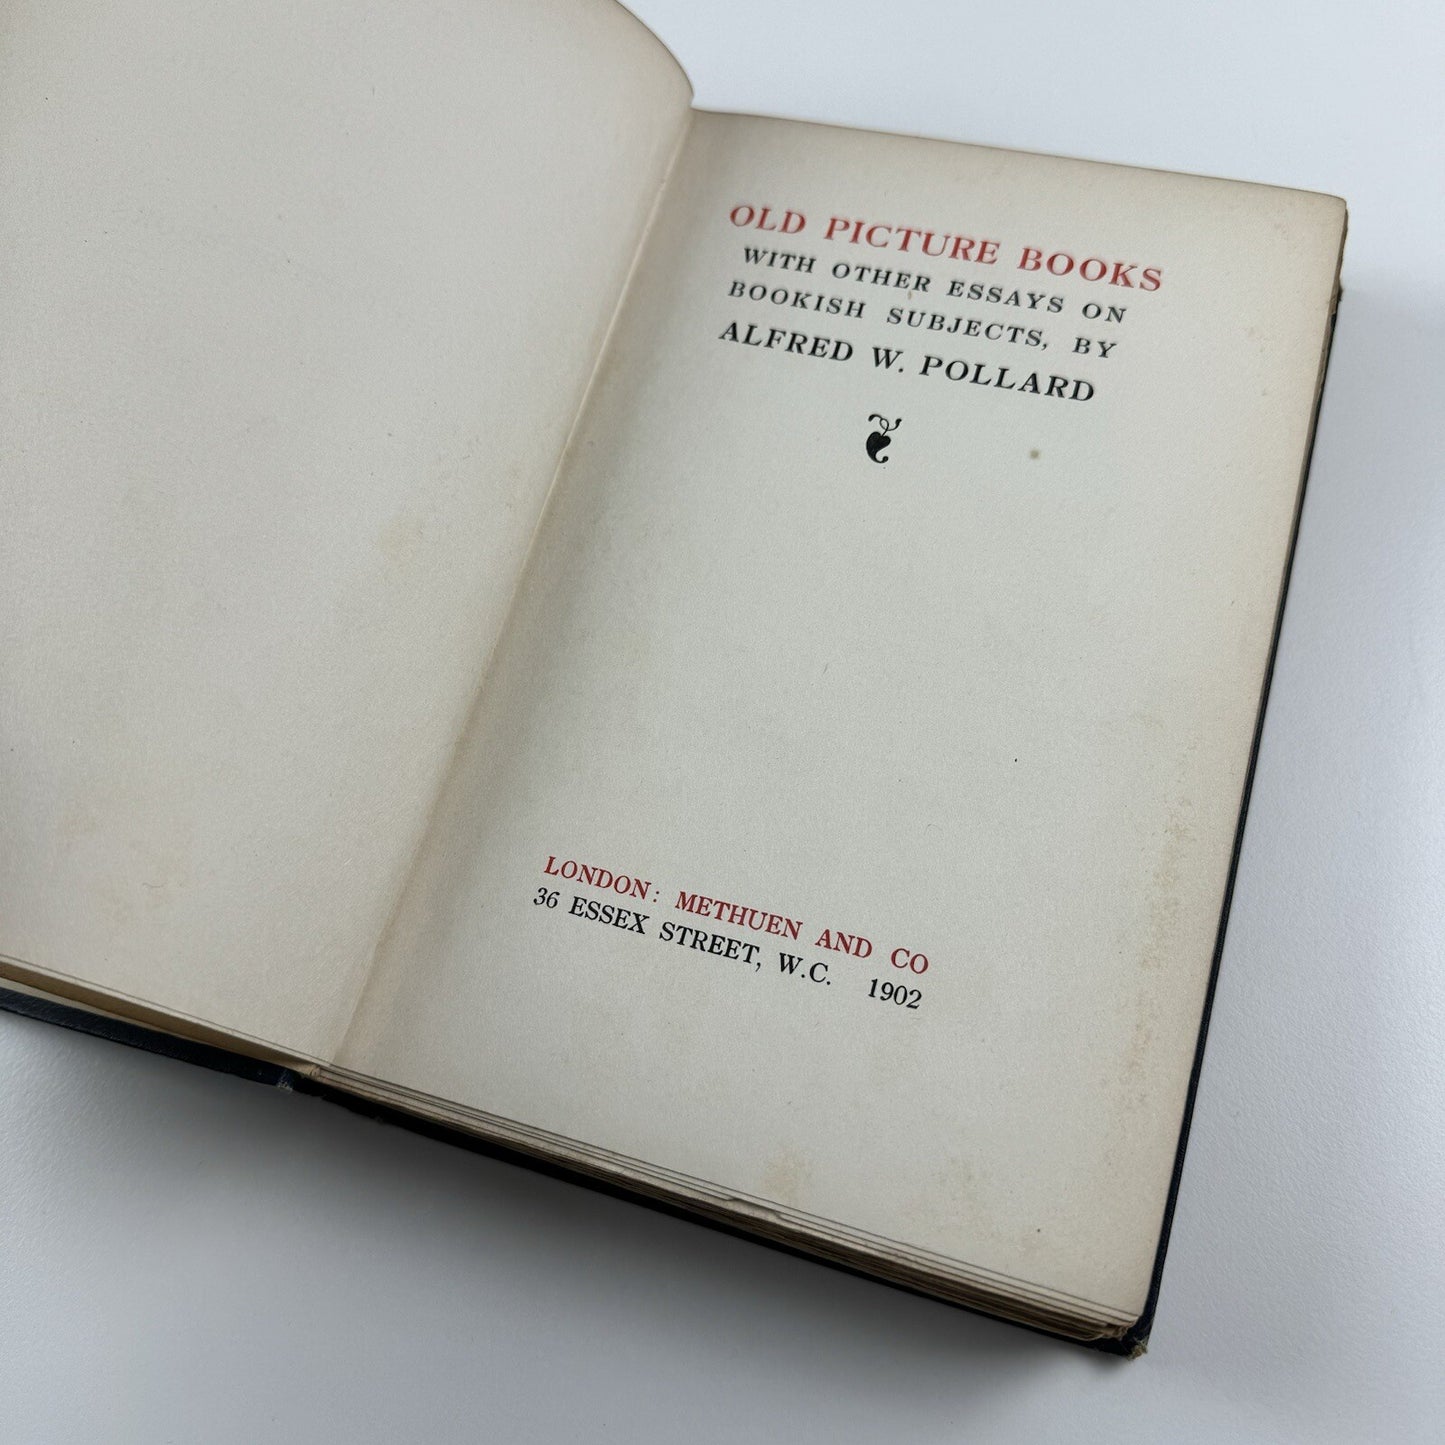 OLD PICTURE BOOKS
WITH OTHER ESSAYS ON
BOOKISH SUBJECTS, BY
ALFRED W. POLLARD
LONDON: METHUEN AND CO
36 ESSEX STREET, W.C. 1902